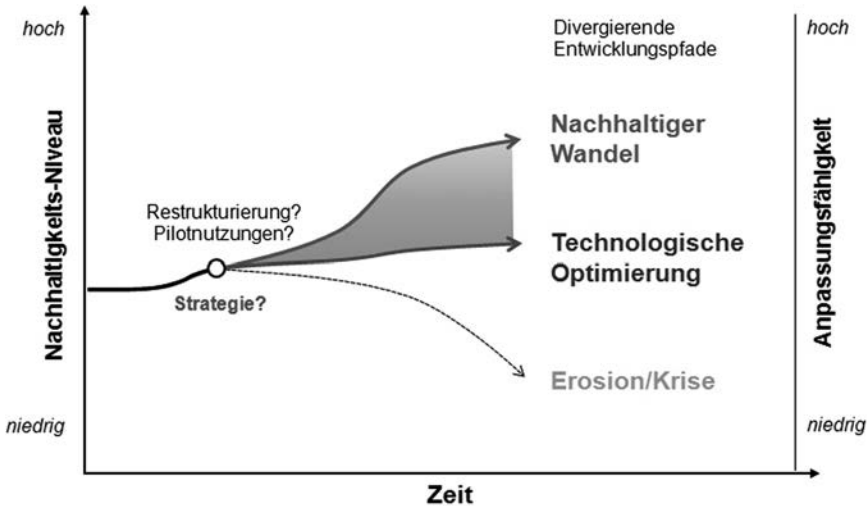 hoch
Divergierende
Entwicklungspfade
hoch
Nachhaltigkeits-Niveau
Anpassungsfähigkeit
Nachhaltiger
Wandel
Restrukturierung?
Pilotnutzungen?
Technologische
Optimierung
Strategie?
Erosion/Krise
niedrig
niedrig
Zeit